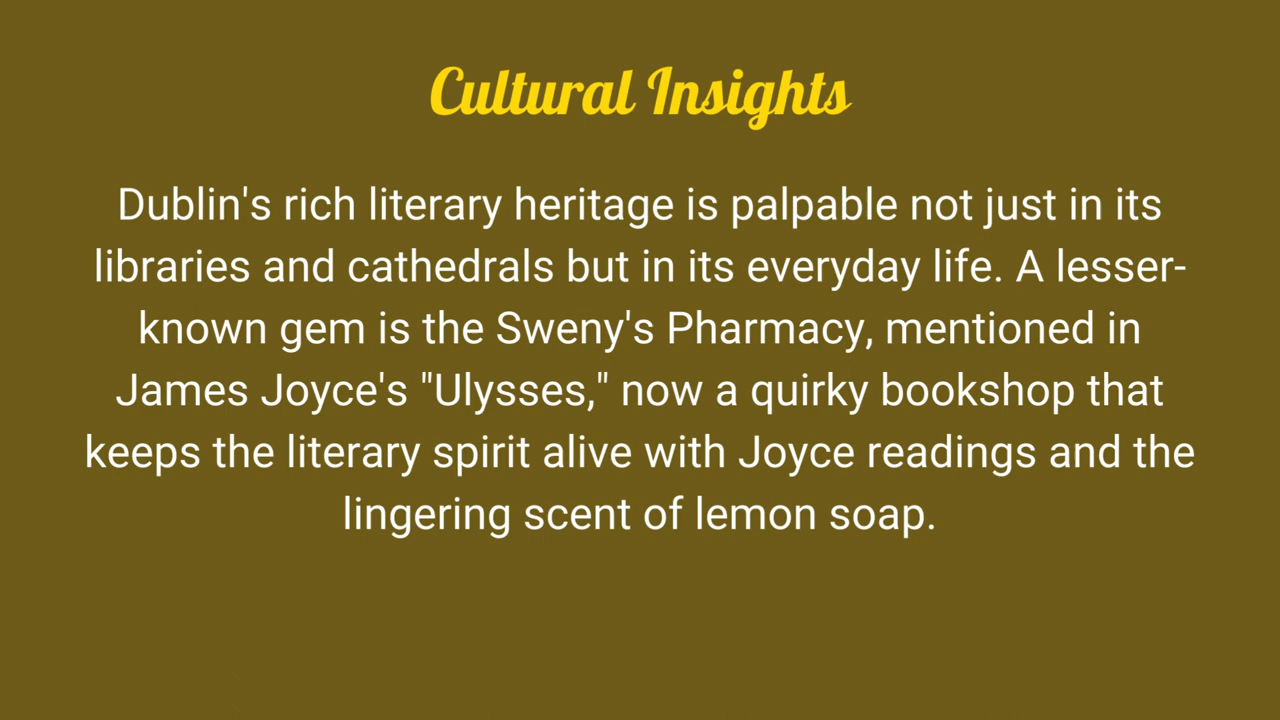 Cultural Insights
Dublin's rich literary heritage is palpable not just in its
libraries and cathedrals but in its everyday life. A lesser-
known gem is the Sweny's Pharmacy, mentioned in
James Joyce's "Ulysses," now a quirky bookshop that
keeps the literary spirit alive with Joyce readings and the
lingering scent of lemon soap.